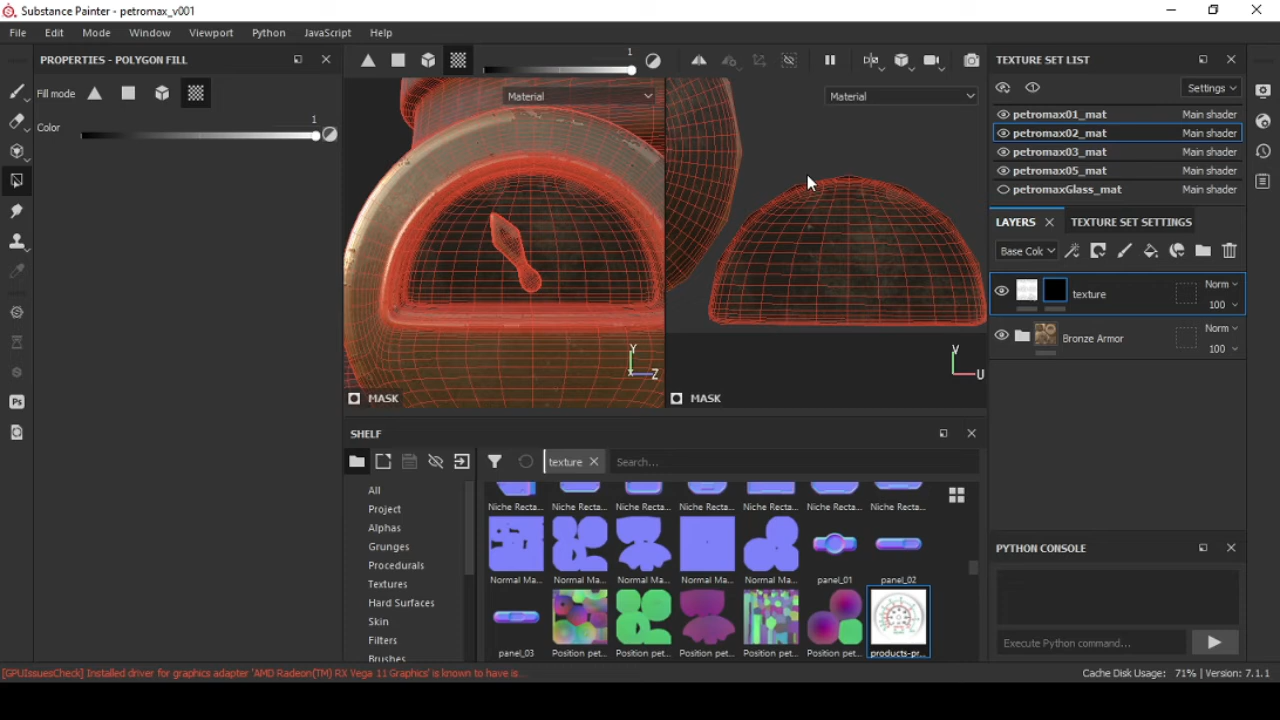 Substance Painter - petromax_v001
File Edit Mode Window Viewport Python JavaScript Help
PROPERTIES - POLYGON FILL
Fill mode
Color
1
1
Material
Material
Y
Z
V
U
MASK
MASK
SHELF
texture
Search...
All
Project
Alphas
Grunges
Procedurals
Textures
Hard Surfaces
Skin
Filters
Brushes
Niche Recta...
Niche Recta...
Niche Recta...
Niche Recta...
Niche Recta...
Niche Recta...
Niche Recta...
Normal Ma...
Normal Ma...
Normal Ma...
Normal Ma...
Normal Ma...
panel_01
panel_02
panel_03
Position pet...
Position pet...
Position pet...
Position pet...
Position pet...
products-pr...
TEXTURE SET LIST
Settings
petromax01_mat Main shader
petromax02_mat Main shader
petromax03_mat Main shader
petromax05_mat Main shader
petromaxGlass_mat Main shader
LAYERS TEXTURE SET SETTINGS
Base Col
texture
Norm
100
Bronze Armor
Norm
100
PYTHON CONSOLE
Execute Python command...
Ps
[GPUIssuesCheck] Installed driver for graphics adapter 'AMD Radeon(TM) RX Vega 11 Graphics' is known to have is...
Cache Disk Usage: 71% | Version: 7.1.1